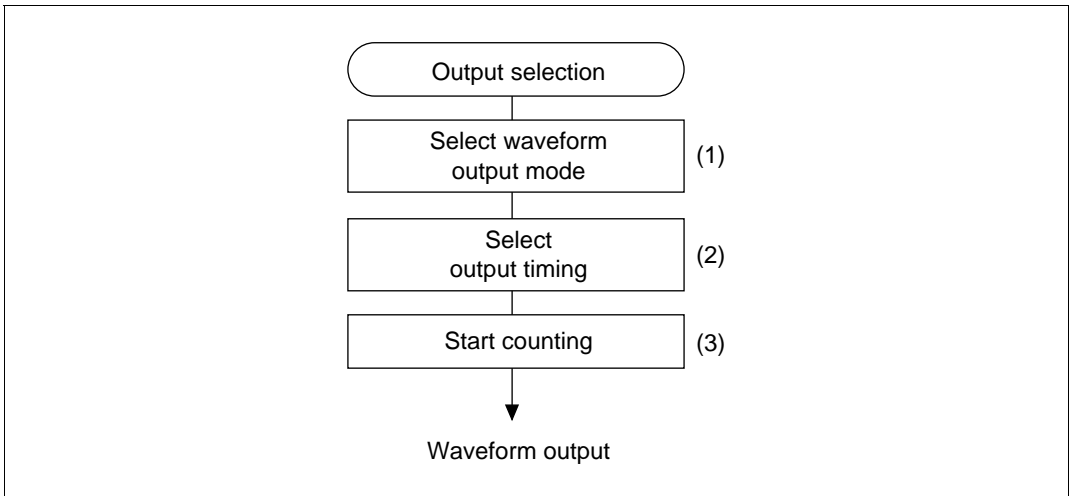 Output selection
Select waveform
output mode
(1)
Select
output timing
(2)
Start counting
(3)
Waveform output